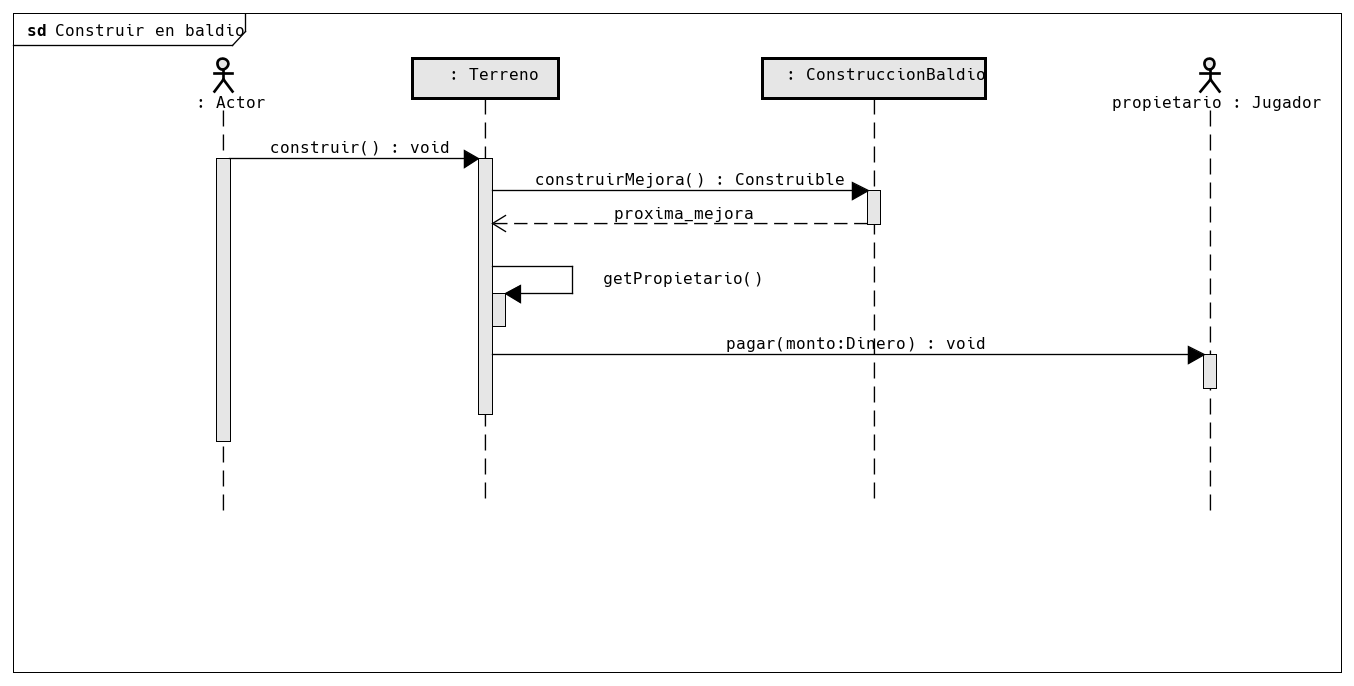 sd Construir en baldio
: Terreno
: ConstruccionBaldio
: Actor
propietario : Jugador
construir() : void
construirMejora() : Construible
proxima_mejora
getPropietario()
pagar(monto:Dinero) : void